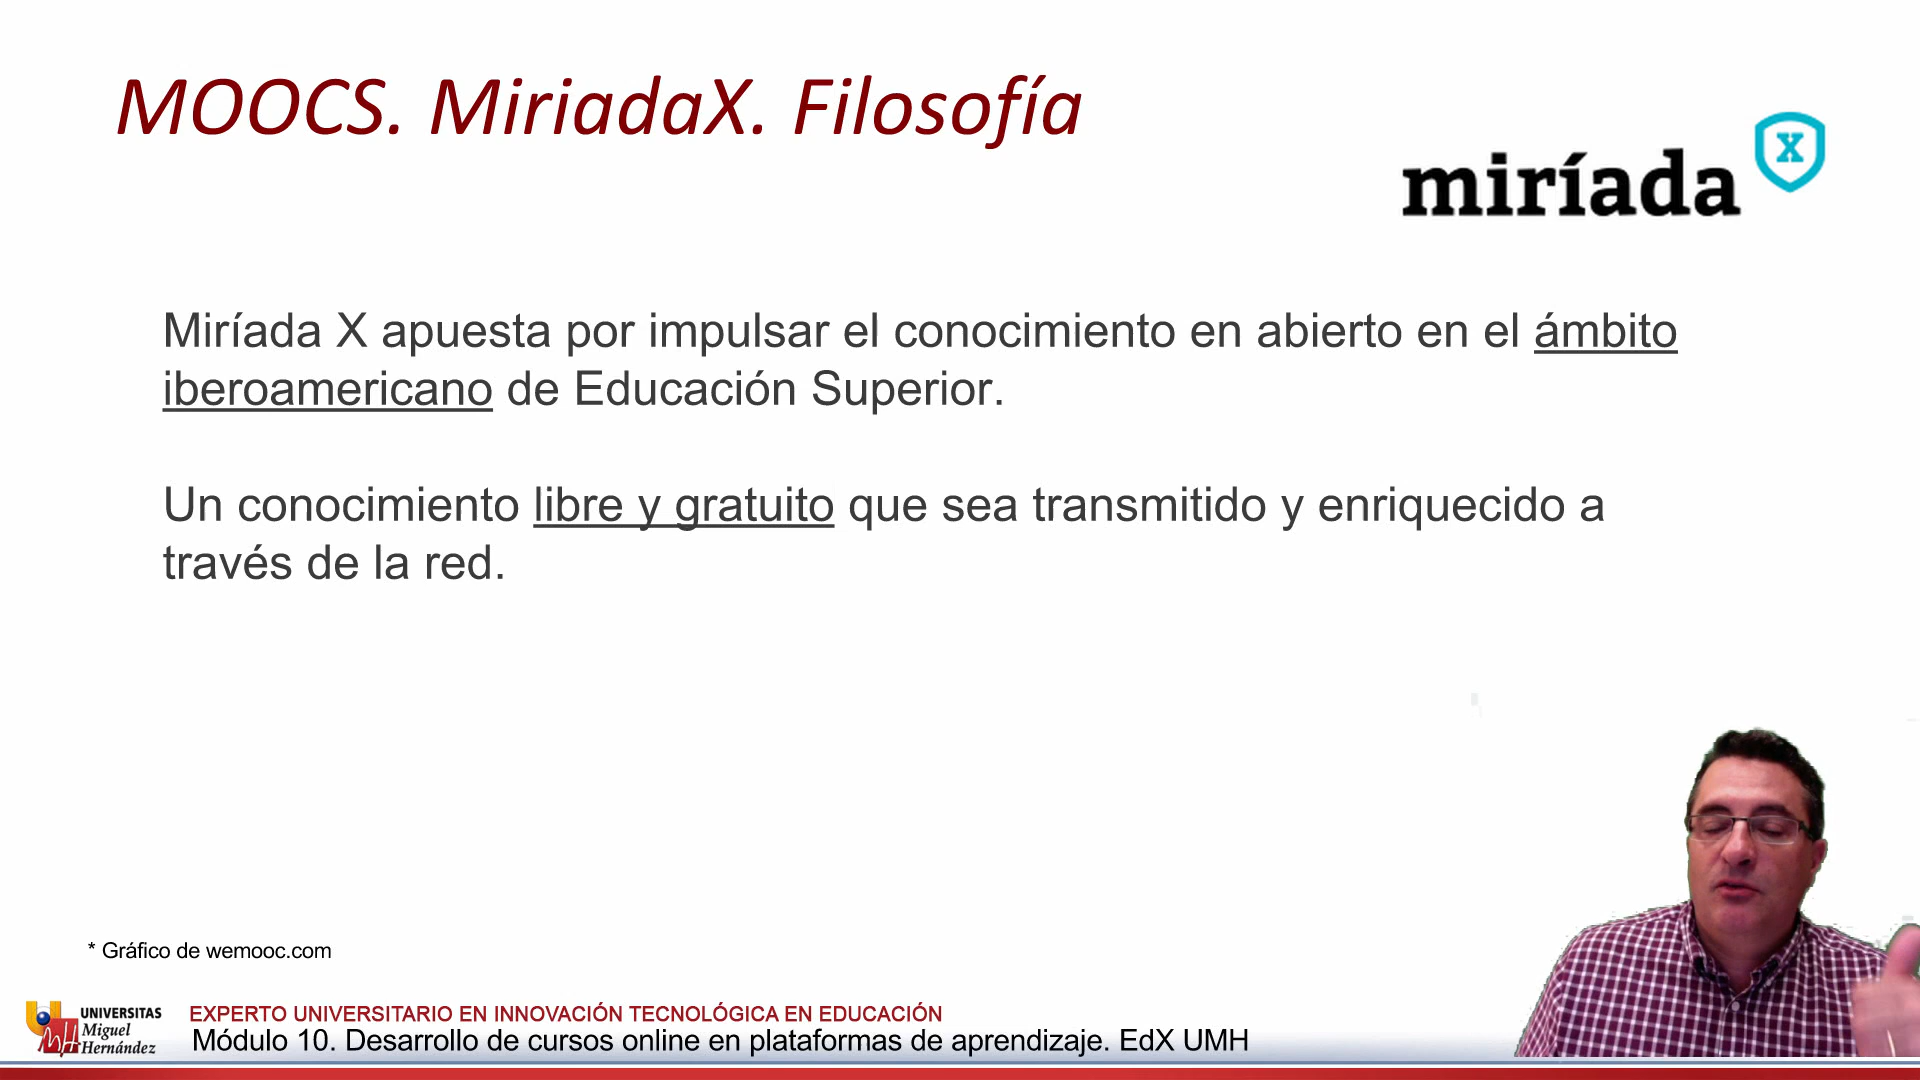 MOOCS. MiriadaX. Filosofía
miríada X
Miríada X apuesta por impulsar el conocimiento en abierto en el ámbito
iberoamericano de Educación Superior.
Un conocimiento libre y gratuito que sea transmitido y enriquecido a
través de la red.
* Gráfico de wemooc.com
UNIVERSITAS
Miguel
Hernández
EXPERTO UNIVERSITARIO EN INNOVACIÓN TECNOLÓGICA EN EDUCACIÓN
Módulo 10. Desarrollo de cursos online en plataformas de aprendizaje. EdX UMH